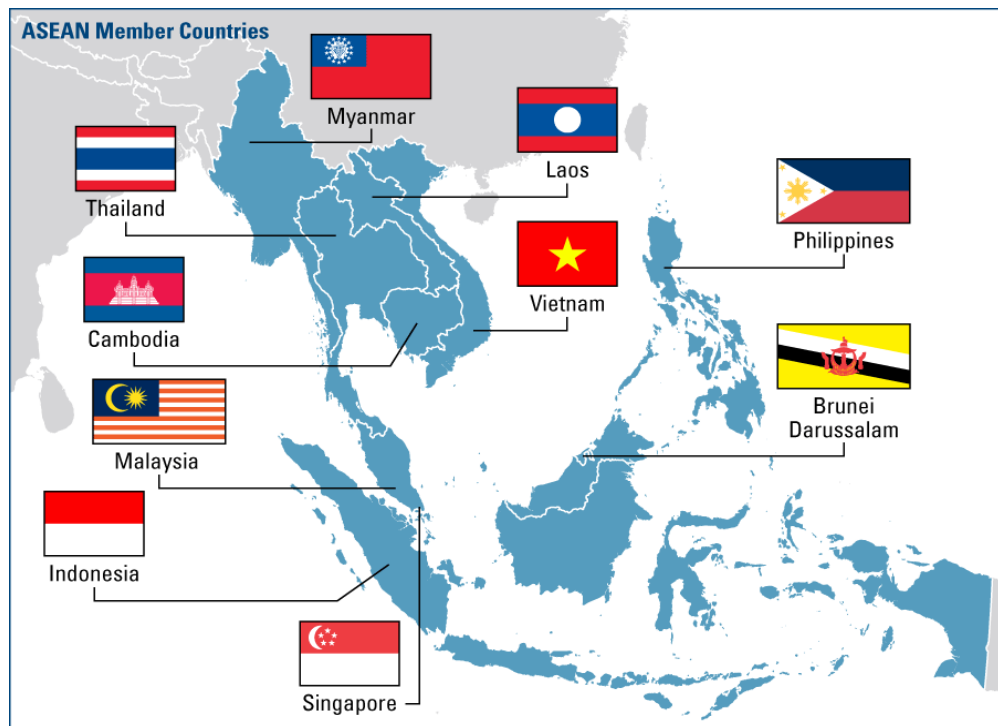 ASEAN Member Countries
Myanmar
Laos
Thailand
Philippines
Vietnam
Cambodia
Brunei
Darussalam
Malaysia
Indonesia
Singapore